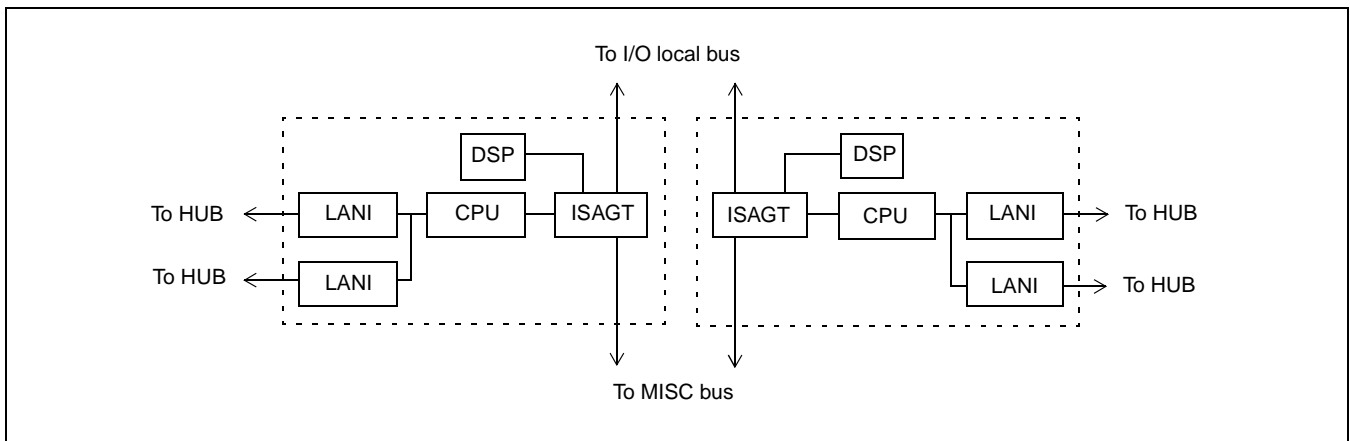 To I/O local bus
DSP
DSP
To HUB
LANI
CPU
ISAGT
ISAGT
CPU
LANI
To HUB
To HUB
LANI
LANI
To HUB
To MISC bus